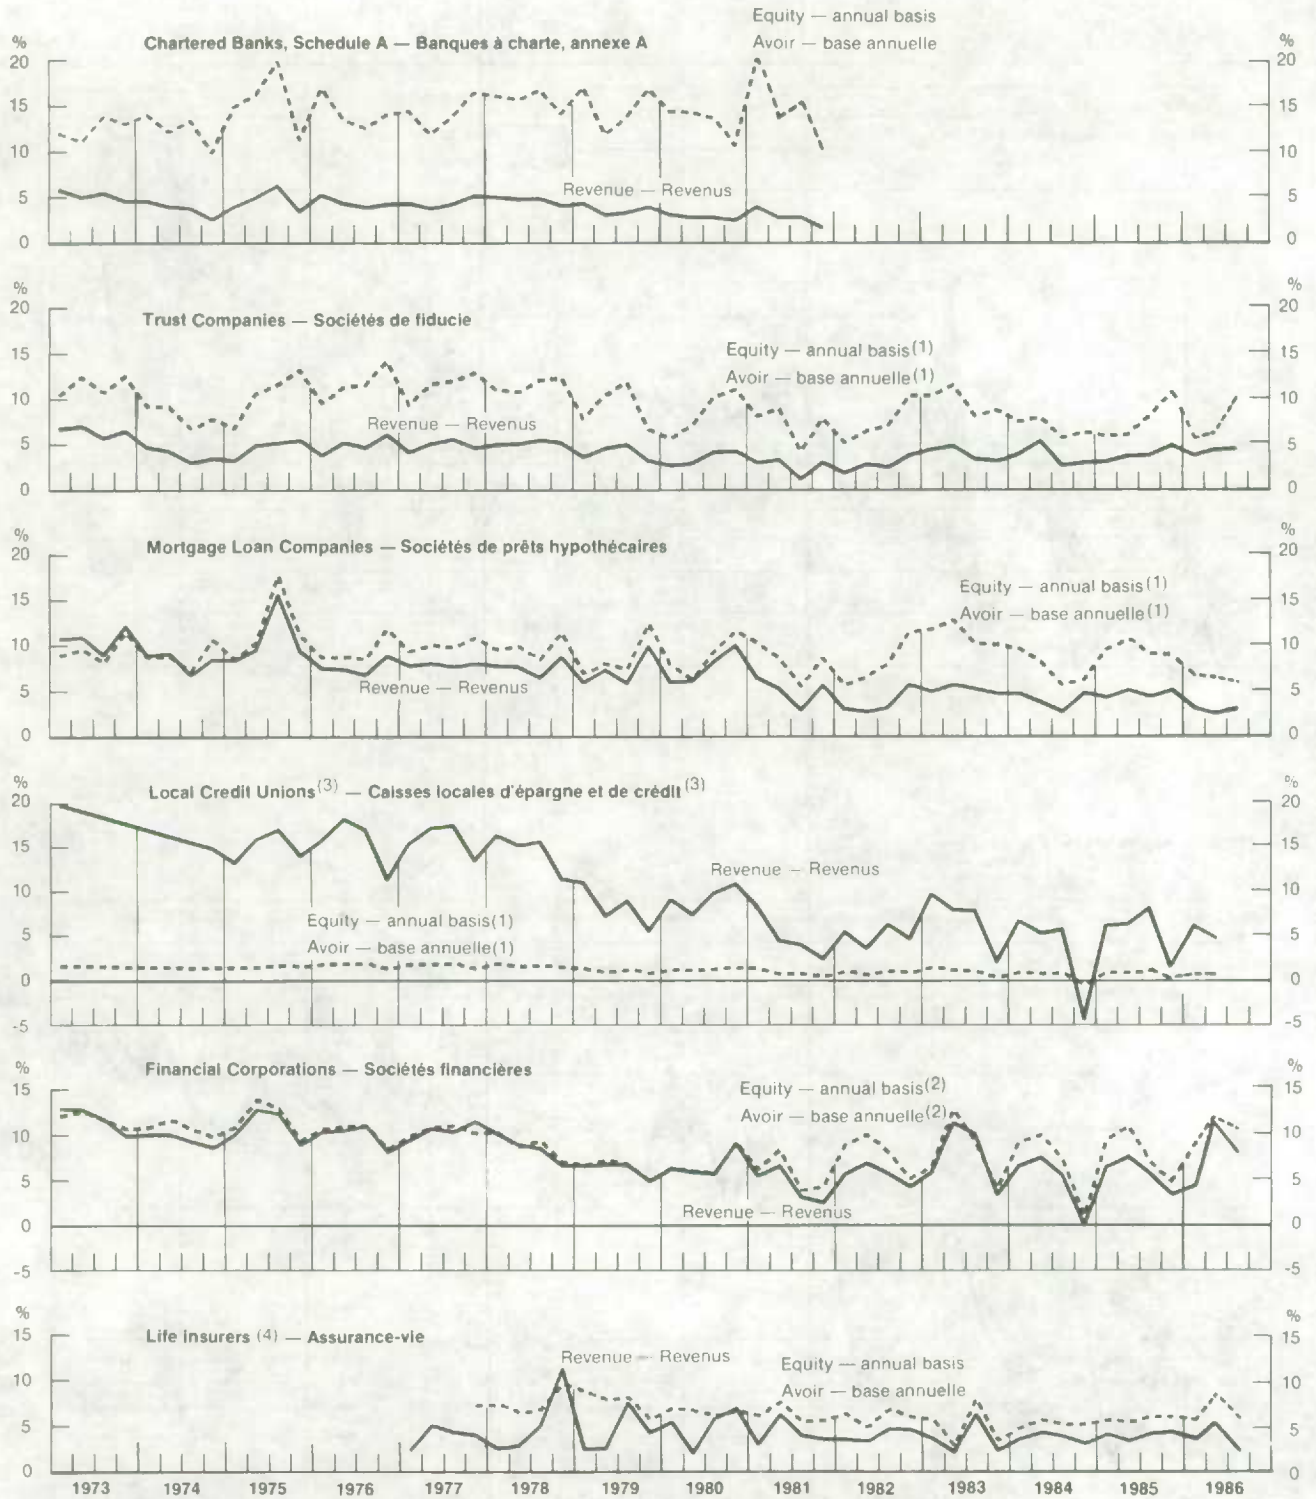 Equity — annual basis
Avoir — base annuelle
Chartered Banks, Schedule A — Banques à charte, annexe A
% %
20 20
15 15
10 10
5 5
0 0
Revenue — Revenus
% %
20 20
15 15
10 10
5 5
0 0
Trust Companies — Sociétés de fiducie
Equity — annual basis(1)
Avoir — base annuelle(1)
Revenue — Revenus
% %
20 20
15 15
10 10
5 5
0 0
Mortgage Loan Companies — Sociétés de prêts hypothécaires
Equity — annual basis(1)
Avoir — base annuelle(1)
Revenue — Revenus
% %
20 20
15 15
10 10
5 5
0 0
-5 -5
Local Credit Unions(3) — Caisses locales d'épargne et de crédit(3)
Revenue — Revenus
Equity — annual basis(1)
Avoir — base annuelle(1)
% %
15 15
10 10
5 5
0 0
-5 -5
Financial Corporations — Sociétés financières
Equity — annual basis(2)
Avoir — base annuelle(2)
Revenue — Revenus
% %
15 15
10 10
5 5
0 0
Life Insurers (4) — Assurance-vie
Revenue — Revenus
Equity — annual basis
Avoir — base annuelle
1973 1974 1975 1976 1977 1978 1979 1980 1981 1982 1983 1984 1985 1986